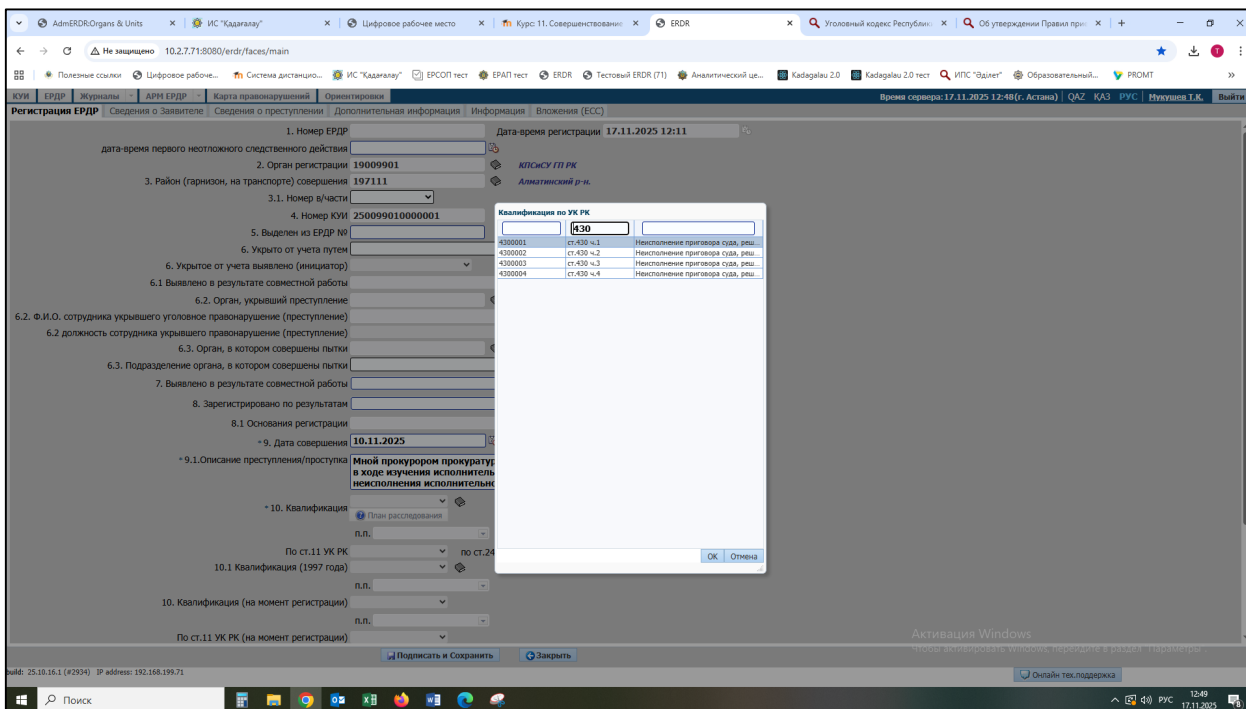 AdmERDR:Organs & Units
ИС "Қадағалау"
Цифровое рабочее место
Курс: 11. Совершенствование
ERDR
Уголовный кодекс Республик
Об утверждении Правил при
Не защищено 10.2.7.71:8080/erdr/faces/main
Полезные ссылки Цифровое рабоче... Система дистанцио... ИС "Қадағалау" ЕРСОП тест ЕРАП тест ERDR Тестовый ERDR (71) Аналитический це... Kadagalau 2.0 Kadagalau 2.0 тест ИПС "Әділет" Образовательный... PROMT
КУИ ЕРДР Журналы АРМ ЕРДР Карта правонарушений Ориентировки Время сервера:17.11.2025 12:48(г. Астана) QAZ ҚАЗ РУС Мукушев Т.К. Выйти
Регистрация ЕРДР Сведения о Заявителе Сведения о преступлении Дополнительная информация Информация Вложения (ECC)
1. Номер ЕРДР Дата-время регистрации 17.11.2025 12:11
дата-время первого неотложного следственного действия
2. Орган регистрации 19009901 КПСиСУ ГП РК
3. Район (гарнизон, на транспорте) совершения 197111 Алматинский р-н.
3.1. Номер в/части
4. Номер КУИ 250099010000001
5. Выделен из ЕРДР №
6. Укрыто от учета путем
6. Укрытое от учета выявлено (инициатор)
6.1 Выявлено в результате совместной работы
6.2. Орган, укрывший преступление
6.2. Ф.И.О. сотрудника укрывшего уголовное правонарушение (преступление)
6.2 должность сотрудника укрывшего правонарушение (преступление)
6.3. Орган, в котором совершены пытки
6.3. Подразделение органа, в котором совершены пытки
7. Выявлено в результате совместной работы
8. Зарегистрировано по результатам
8.1 Основания регистрации
*9. Дата совершения 10.11.2025
*9.1.Описание преступления/проступка Мной прокурором прокуратур
в ходе изучения исполнитель
неисполнения исполнительно
*10. Квалификация
План расследования
п.п.
По ст.11 УК РК по ст.24
10.1 Квалификация (1997 года)
п.п.
10. Квалификация (на момент регистрации)
п.п.
По ст.11 УК РК (на момент регистрации)
Квалификация по УК РК
430
4300001 ст.430 ч.1 Неисполнение приговора суда, реш...
4300002 ст.430 ч.2 Неисполнение приговора суда, реш...
4300003 ст.430 ч.3 Неисполнение приговора суда, реш...
4300004 ст.430 ч.4 Неисполнение приговора суда, реш...
OK Отмена
Активация Windows
Чтобы активировать Windows, перейдите в раздел "Параметры".
Подписать и Сохранить Закрыть
build: 25.10.16.1 (#2934) IP address: 192.168.199.71
Онлайн тех.поддержка
Поиск
РУС
12:49
17.11.2025